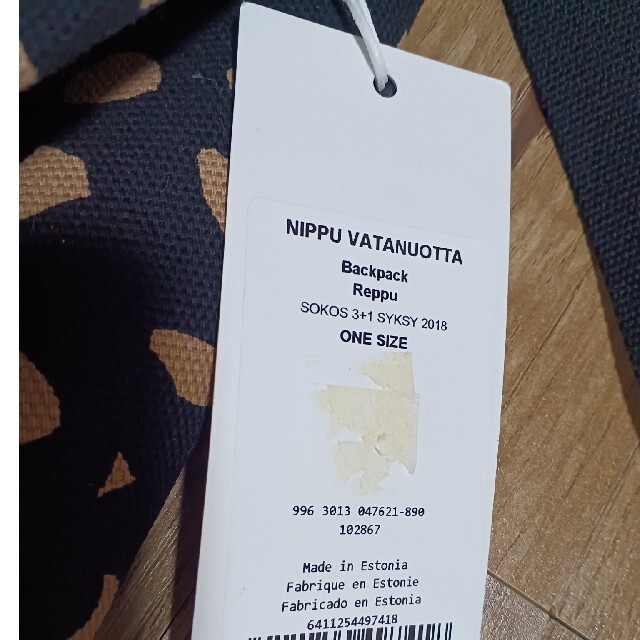 NIPPU VATANUOTTA
Backpack
Reppu
SOKOS 3+1 SYKSY 2018
ONE SIZE
996 3013 047621-890
102867
Made in Estonia
Fabrique en Estonie
Fabricado en Estonia
6411254497418